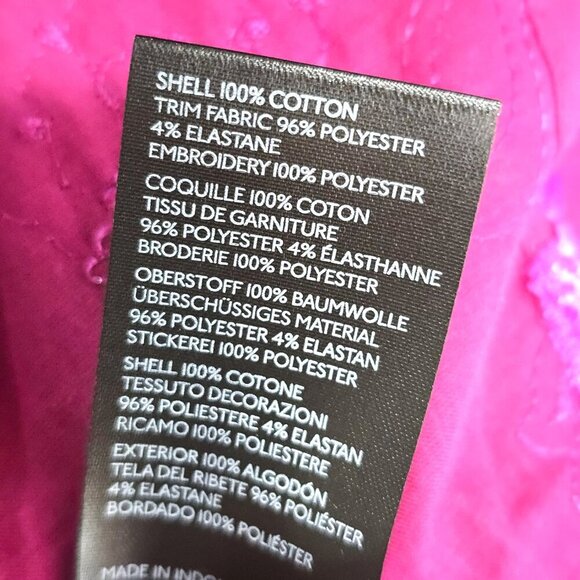 SHELL 100% COTTON
TRIM FABRIC 96% POLYESTER
4% ELASTANE
EMBROIDERY 100% POLYESTER
COQUILLE 100% COTON
TISSU DE GARNITURE
96% POLYESTER 4% ÉLASTHANNE
BRODERIE 100% POLYESTER
OBERSTOFF 100% BAUMWOLLE
ÜBERSCHÜSSIGES MATERIAL
96% POLYESTER 4% ELASTAN
STICKEREI 100% POLYESTER
SHELL 100% COTONE
TESSUTO DECORAZIONI
96% POLIESTERE 4% ELASTAN
RICAMO 100% POLIESTERE
EXTERIOR 100% ALGODÓN
TELA DEL RIBETE 96% POLIÉSTER
4% ELASTANE
BORDADO 100% POLIÉSTER
MADE IN